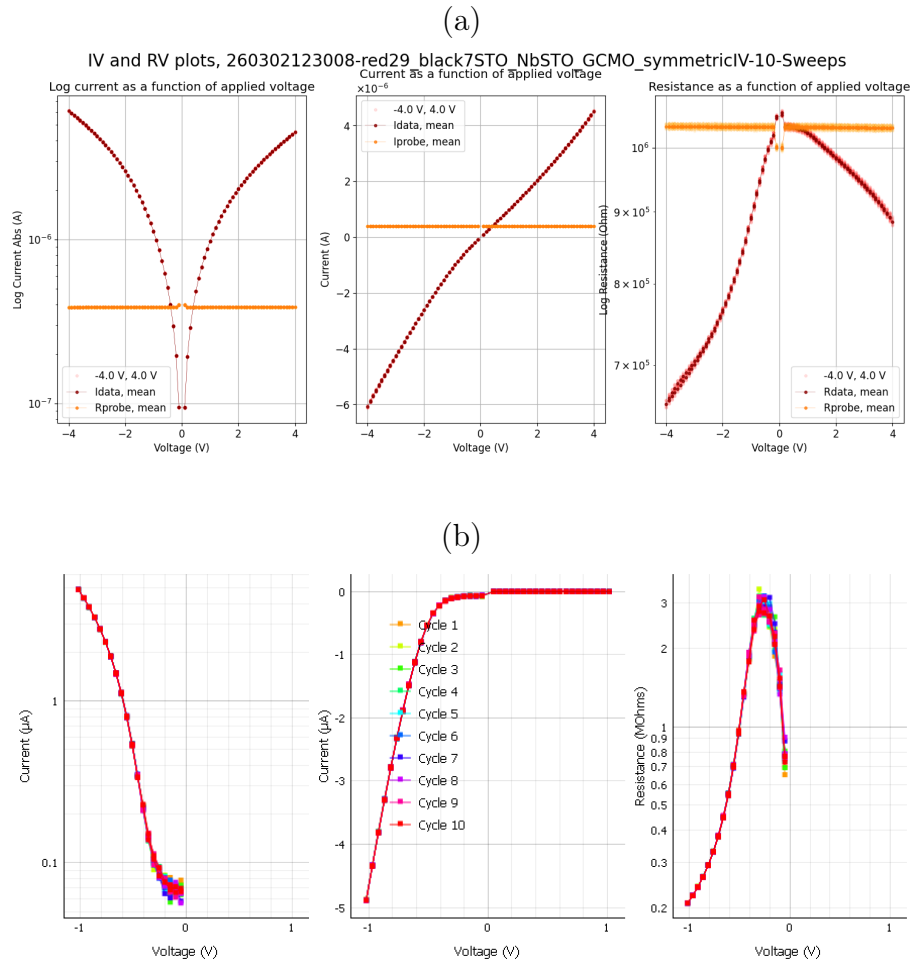 (a)
IV and RV plots, 260302123008-red29_black7STO_NbSTO_GCMO_symmetricIV-10-Sweeps
Log current as a function of applied voltage
Log Current Abs (A)
10⁻⁶
10⁻⁷
-4.0 V, 4.0 V
Idata, mean
Rprobe, mean
−4 −2 0 2 4
Voltage (V)
Current as a function of applied voltage
×10⁻⁶
Current (A)
4
2
0
−2
−4
−6
-4.0 V, 4.0 V
Idata, mean
Iprobe, mean
−4 −2 0 2 4
Voltage (V)
Resistance as a function of applied voltage
Log Resistance (Ohm)
10⁶
9 × 10⁵
8 × 10⁵
7 × 10⁵
-4.0 V, 4.0 V
Rdata, mean
Rprobe, mean
−4 −2 0 2 4
Voltage (V)
(b)
Current (µA)
1
0.1
-1 0 1
Voltage (V)
Current (µA)
0
-1
-2
-3
-4
-5
Cycle 1
Cycle 2
Cycle 3
Cycle 4
Cycle 5
Cycle 6
Cycle 7
Cycle 8
Cycle 9
Cycle 10
-1 0 1
Voltage (V)
Resistance (MOhms)
3
2
1
0.9
0.8
0.7
0.6
0.5
0.4
0.3
0.2
-1 0 1
Voltage (V)